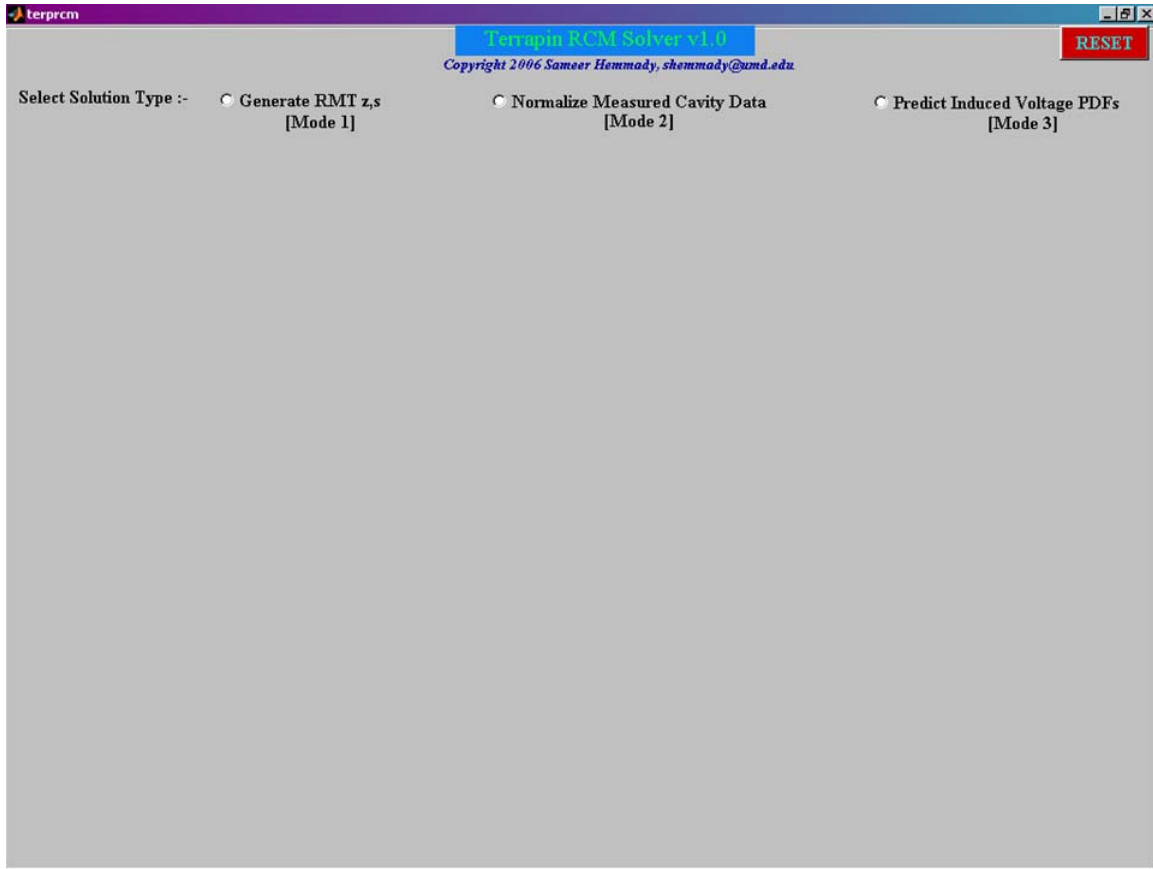 terprcm
Terrapin RCM Solver v1.0
RESET
Copyright 2006 Sameer Hemmady, shemmady@umd.edu
Select Solution Type :-
Generate RMT z,s
[Mode 1]
Normalize Measured Cavity Data
[Mode 2]
Predict Induced Voltage PDFs
[Mode 3]